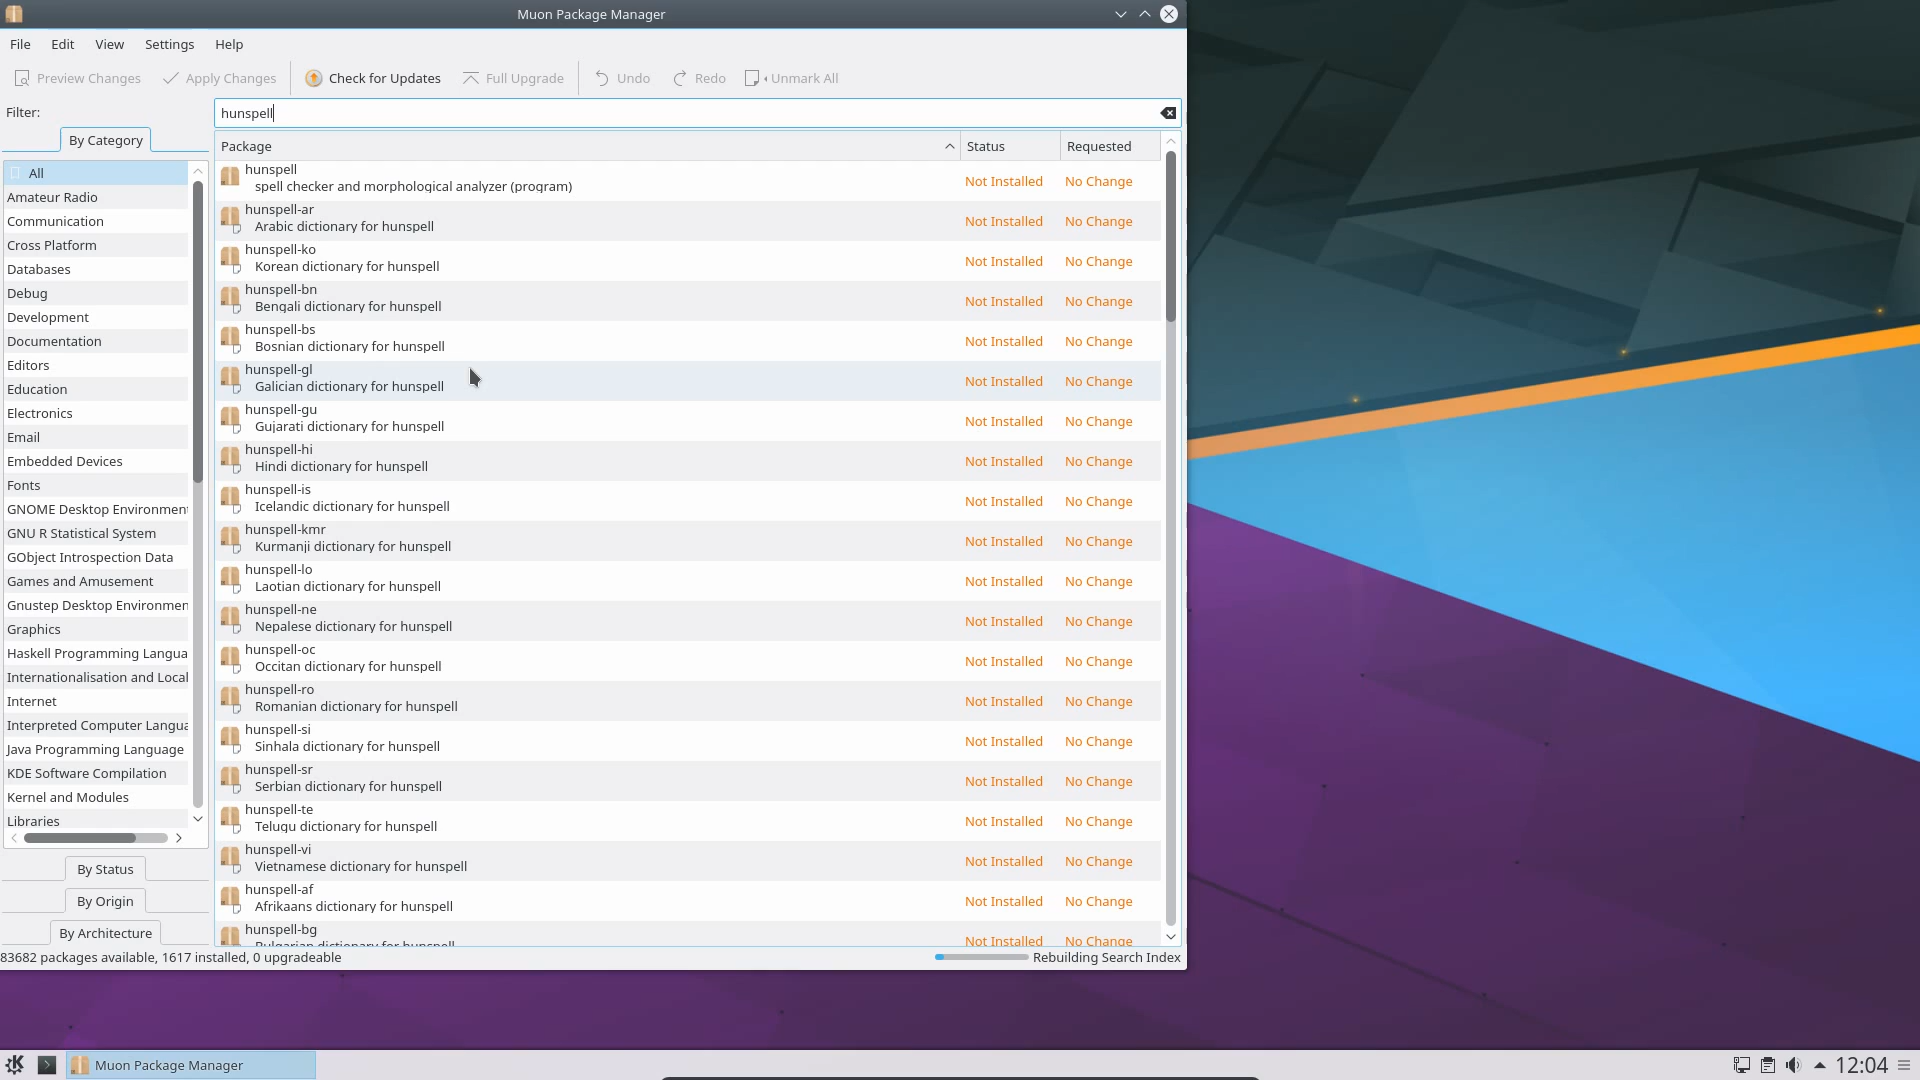 Muon Package Manager
File Edit View Settings Help
Preview Changes Apply Changes Check for Updates Full Upgrade Undo Redo Unmark All
Filter: hunspell
By Category
All
Amateur Radio
Communication
Cross Platform
Databases
Debug
Development
Documentation
Editors
Education
Electronics
Email
Embedded Devices
Fonts
GNOME Desktop Environment
GNU R Statistical System
GObject Introspection Data
Games and Amusement
Gnustep Desktop Environmen
Graphics
Haskell Programming Langua
Internationalisation and Local
Internet
Interpreted Computer Langua
Java Programming Language
KDE Software Compilation
Kernel and Modules
Libraries
By Status
By Origin
By Architecture
Package Status Requested
hunspell
spell checker and morphological analyzer (program) Not Installed No Change
hunspell-ar
Arabic dictionary for hunspell Not Installed No Change
hunspell-ko
Korean dictionary for hunspell Not Installed No Change
hunspell-bn
Bengali dictionary for hunspell Not Installed No Change
hunspell-bs
Bosnian dictionary for hunspell Not Installed No Change
hunspell-gl
Galician dictionary for hunspell Not Installed No Change
hunspell-gu
Gujarati dictionary for hunspell Not Installed No Change
hunspell-hi
Hindi dictionary for hunspell Not Installed No Change
hunspell-is
Icelandic dictionary for hunspell Not Installed No Change
hunspell-kmr
Kurmanji dictionary for hunspell Not Installed No Change
hunspell-lo
Laotian dictionary for hunspell Not Installed No Change
hunspell-ne
Nepalese dictionary for hunspell Not Installed No Change
hunspell-oc
Occitan dictionary for hunspell Not Installed No Change
hunspell-ro
Romanian dictionary for hunspell Not Installed No Change
hunspell-si
Sinhala dictionary for hunspell Not Installed No Change
hunspell-sr
Serbian dictionary for hunspell Not Installed No Change
hunspell-te
Telugu dictionary for hunspell Not Installed No Change
hunspell-vi
Vietnamese dictionary for hunspell Not Installed No Change
hunspell-af
Afrikaans dictionary for hunspell Not Installed No Change
hunspell-bg
Bulgarian dictionary for hunspell Not Installed No Change
83682 packages available, 1617 installed, 0 upgradeable Rebuilding Search Index
Muon Package Manager 12:04